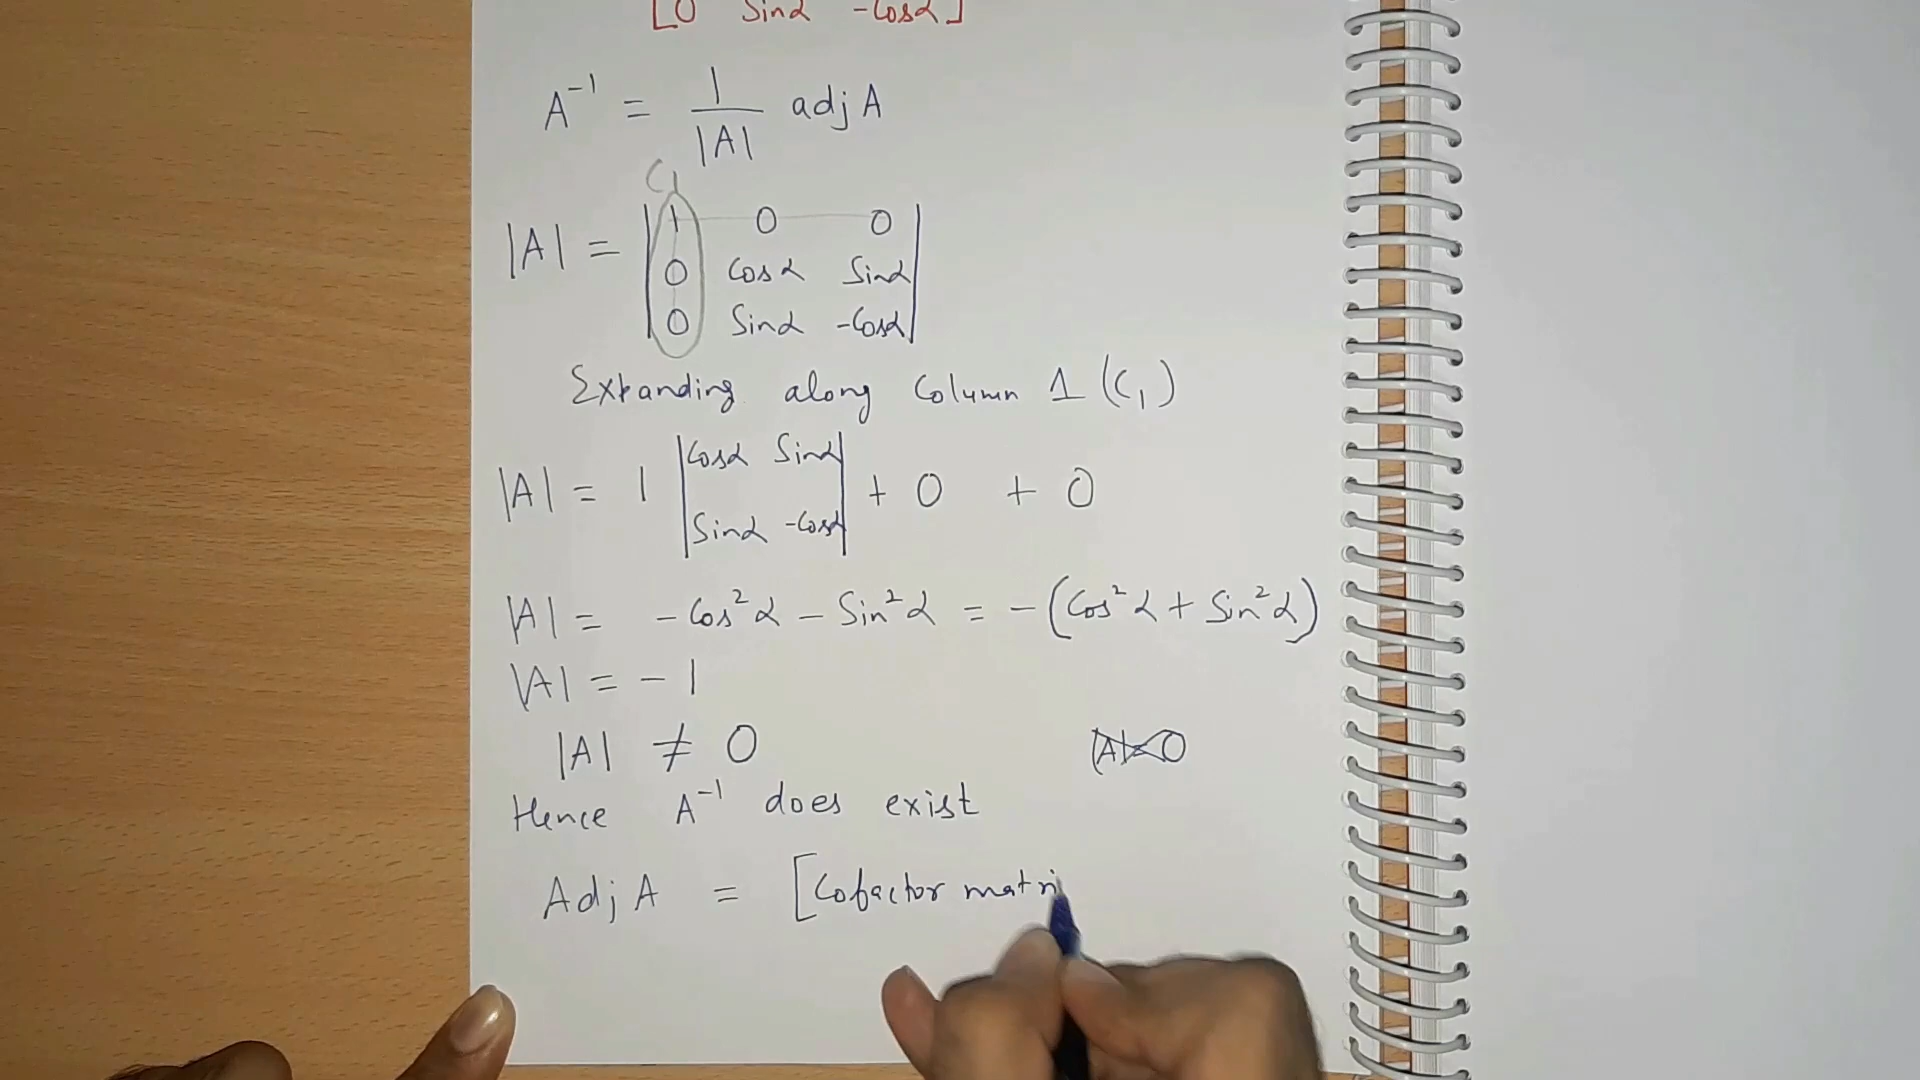 [0 Sinα -Cosα]
A⁻¹ = 1/|A| adj A
C₁
|A| = | 1 0 0 |
| 0 Cosα Sinα |
| 0 Sinα -Cosα |
Expanding along Column 1 (C₁)
|A| = 1 | Cosα Sinα | + 0 + 0
| Sinα -Cosα |
|A| = -Cos²α - Sin²α = -(Cos²α + Sin²α)
|A| = -1
|A| ≠ 0
Hence A⁻¹ does exist
Adj A = [Cofactor matri